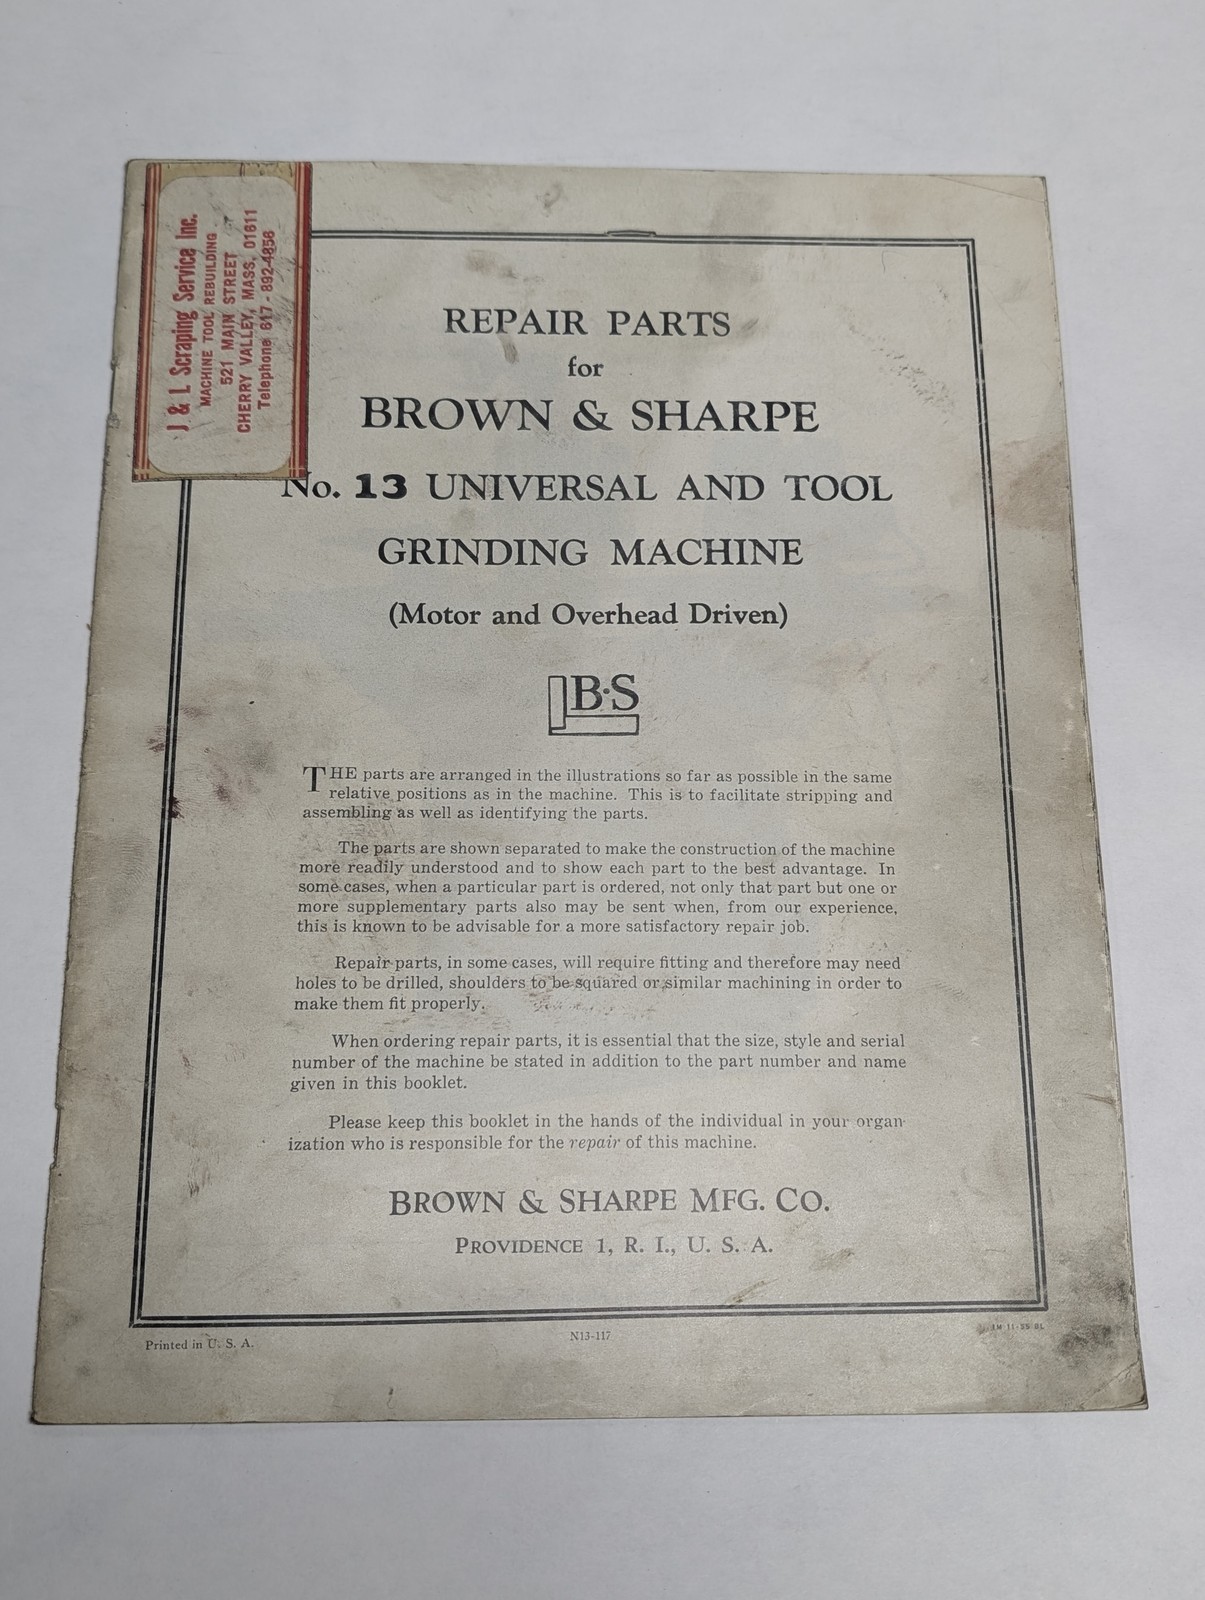 J & L Scraping Service Inc.
MACHINE TOOL REBUILDING
521 MAIN STREET
CHERRY VALLEY, MASS. 01611
Telephone 617 - 892-4856
REPAIR PARTS
for
BROWN & SHARPE
No. 13 UNIVERSAL AND TOOL
GRINDING MACHINE
(Motor and Overhead Driven)
B·S
THE parts are arranged in the illustrations so far as possible in the same
relative positions as in the machine. This is to facilitate stripping and
assembling as well as identifying the parts.
The parts are shown separated to make the construction of the machine
more readily understood and to show each part to the best advantage. In
some cases, when a particular part is ordered, not only that part but one or
more supplementary parts also may be sent when, from our experience,
this is known to be advisable for a more satisfactory repair job.
Repair parts, in some cases, will require fitting and therefore may need
holes to be drilled, shoulders to be squared or similar machining in order to
make them fit properly.
When ordering repair parts, it is essential that the size, style and serial
number of the machine be stated in addition to the part number and name
given in this booklet.
Please keep this booklet in the hands of the individual in your organ-
ization who is responsible for the repair of this machine.
BROWN & SHARPE MFG. CO.
PROVIDENCE 1, R. I., U. S. A.
Printed in U. S. A.
N13-117